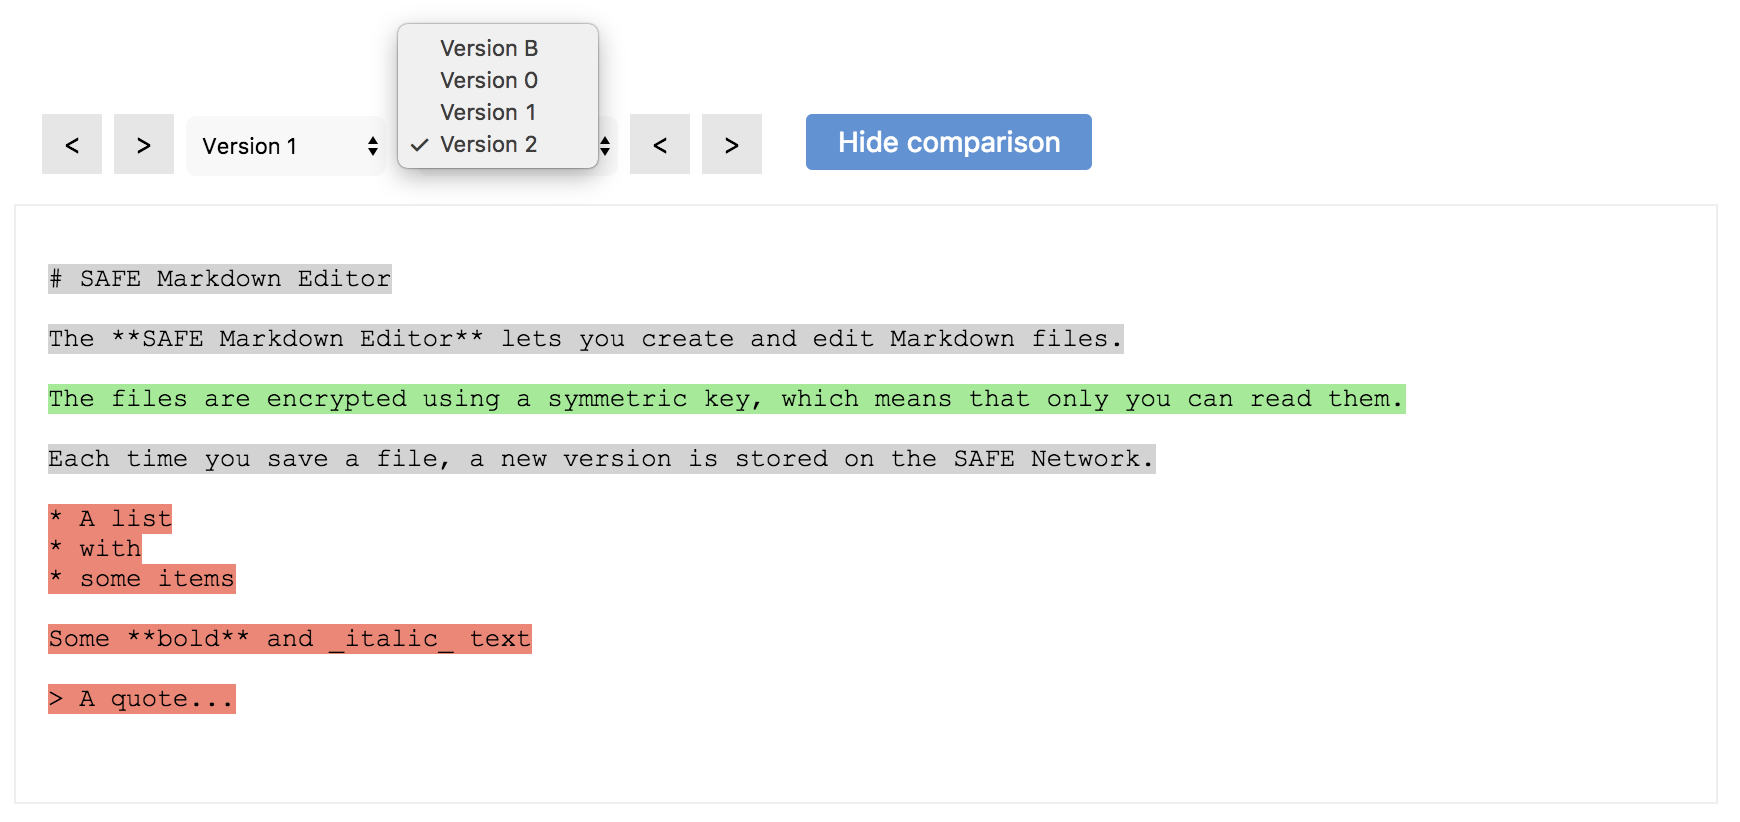 Version B
Version 0
Version 1
✓ Version 2
< > Version 1 < > Hide comparison
# SAFE Markdown Editor
The **SAFE Markdown Editor** lets you create and edit Markdown files.
The files are encrypted using a symmetric key, which means that only you can read them.
Each time you save a file, a new version is stored on the SAFE Network.
* A list
* with
* some items
Some **bold** and _italic_ text
> A quote...